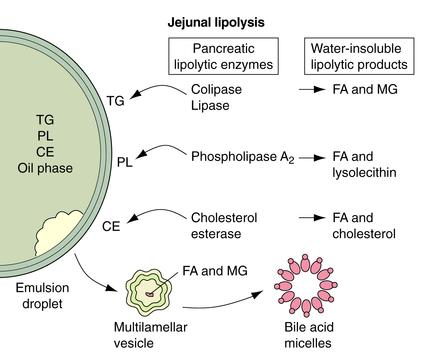 Jejunal lipolysis
Pancreatic
lipolytic enzymes
Water-insoluble
lipolytic products
TG
Colipase
Lipase
FA and MG
TG
PL
CE
Oil phase
PL
Phospholipase A2
FA and
lysolecithin
CE
Cholesterol
esterase
FA and
cholesterol
FA and MG
Emulsion
droplet
Multilamellar
vesicle
Bile acid
micelles